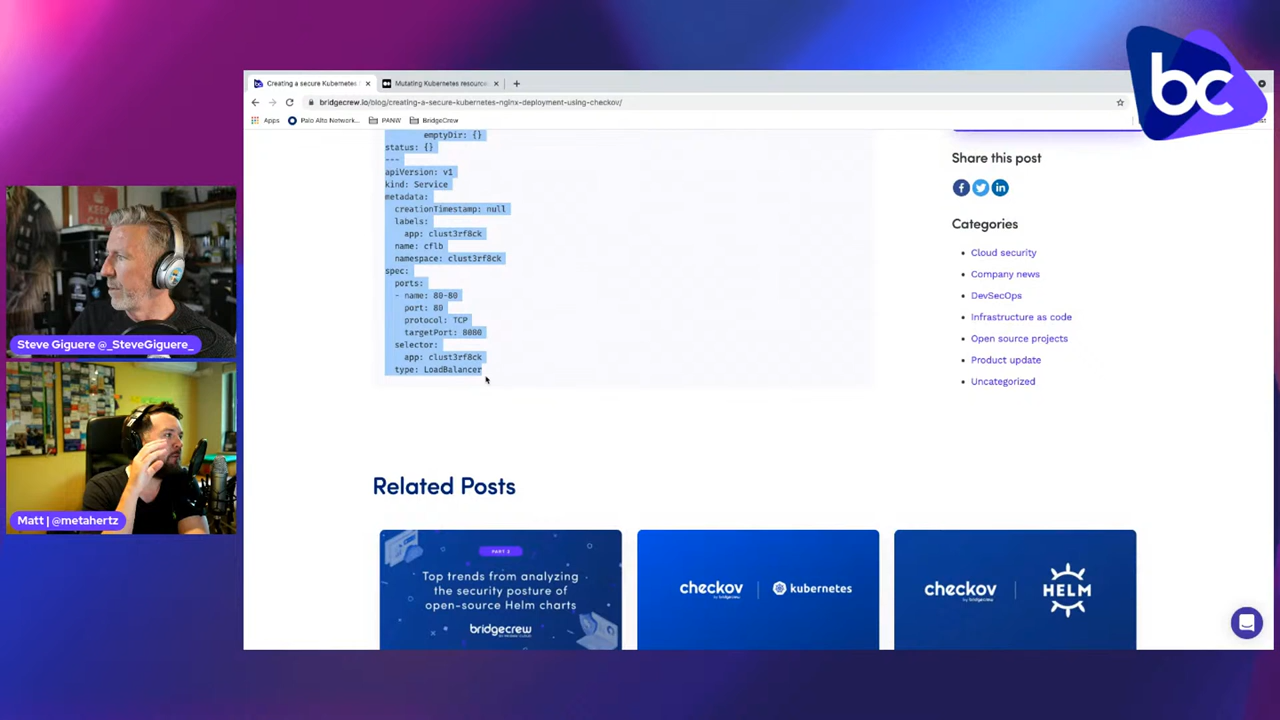 bc
Creating a secure Kubernetes
Mutating Kubernetes resource
bridgecrew.io/blog/creating-a-secure-kubernetes-nginx-deployment-using-checkov/
Apps
Palo Alto Network...
PANW
BridgeCrew
emptyDir: {}
status: {}
---
apiVersion: v1
kind: Service
metadata:
creationTimestamp: null
labels:
app: clust3rf8ck
name: cflb
namespace: clust3rf8ck
spec:
ports:
- name: 80-80
port: 80
protocol: TCP
targetPort: 8080
selector:
app: clust3rf8ck
type: LoadBalancer
Share this post
Categories
Cloud security
Company news
DevSecOps
Infrastructure as code
Open source projects
Product update
Uncategorized
Related Posts
PART 2
Top trends from analyzing
the security posture of
open-source Helm charts
bridgecrew
checkov
kubernetes
checkov
HELM
KEEP
Steve Giguere @_SteveGiguere_
Matt | @metahertz